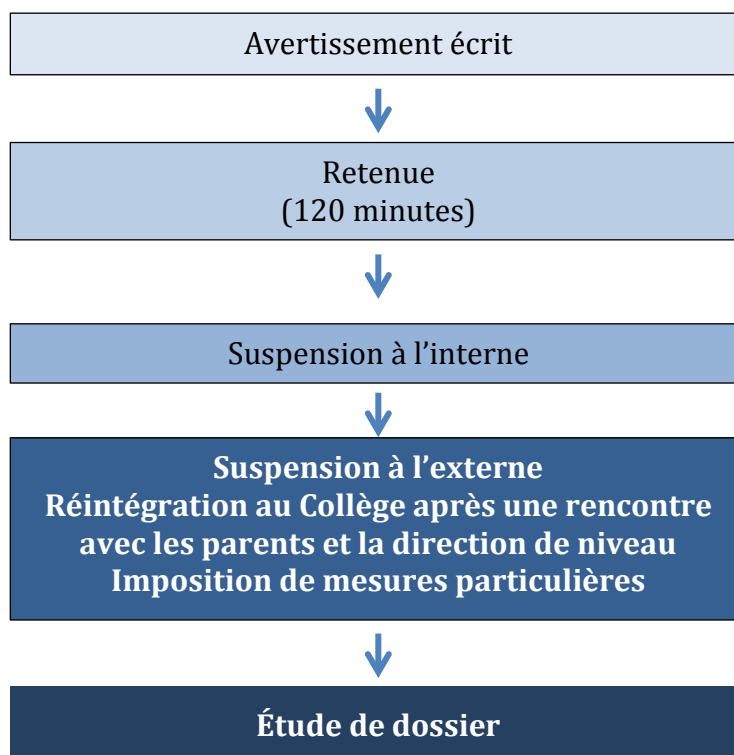 Avertissement écrit
Retenue
(120 minutes)
Suspension à l’interne
Suspension à l’externe
Réintégration au Collège après une rencontre
avec les parents et la direction de niveau
Imposition de mesures particulières
Étude de dossier